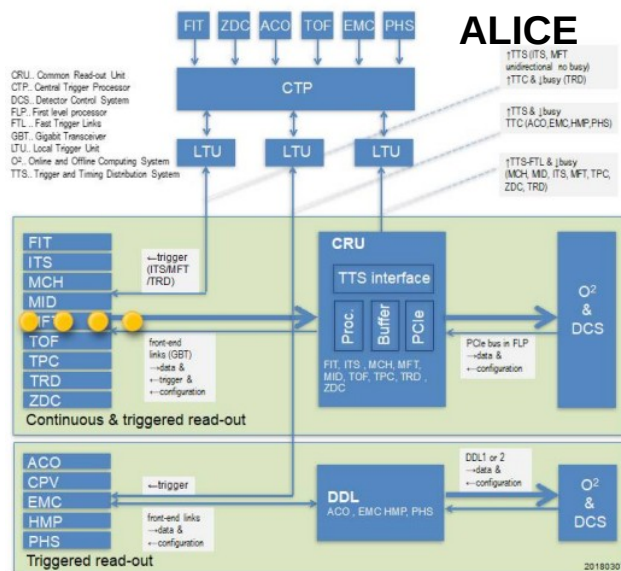 ALICE
FIT ZDC ACO TOF EMC PHS
CTP
LTU LTU LTU
CRU.. Common Read-out Unit
CTP.. Central Trigger Processor
DCS.. Detector Control System
FLP.. First level processor
FTL .. Fast Trigger Links
GBT.. Gigabit Transceiver
LTU.. Local Trigger Unit
O².. Online and Offline Computing System
TTS.. Trigger and Timing Distribution System
↑TTS (ITS, MFT
unidirectional no busy)
↑TTC & ↓busy (TRD)
↑TTS & ↓busy
TTC (ACO,EMC,HMP,PHS)
↑TTS-FTL & ↓busy
(MCH, MID, ITS, MFT, TPC,
ZDC, TRD)
FIT
ITS
MCH
MID
TOF
TPC
TRD
ZDC
←trigger
(ITS/MFT
/TRD)
front-end
links (GBT)
→data &
←trigger &
←configuration
CRU
TTS interface
Proc.
Buffer
PCIe
FIT, ITS , MCH, MFT,
MID, TOF, TPC, TRD ,
ZDC
PCIe bus in FLP
→data &
←configuration
O²
&
DCS
Continuous & triggered read-out
ACO
CPV
EMC
HMP
PHS
←trigger
front-end links
→data &
←configuration
DDL
ACO , EMC HMP, PHS
DDL1 or 2
→data &
←configuration
O²
&
DCS
Triggered read-out
2018030